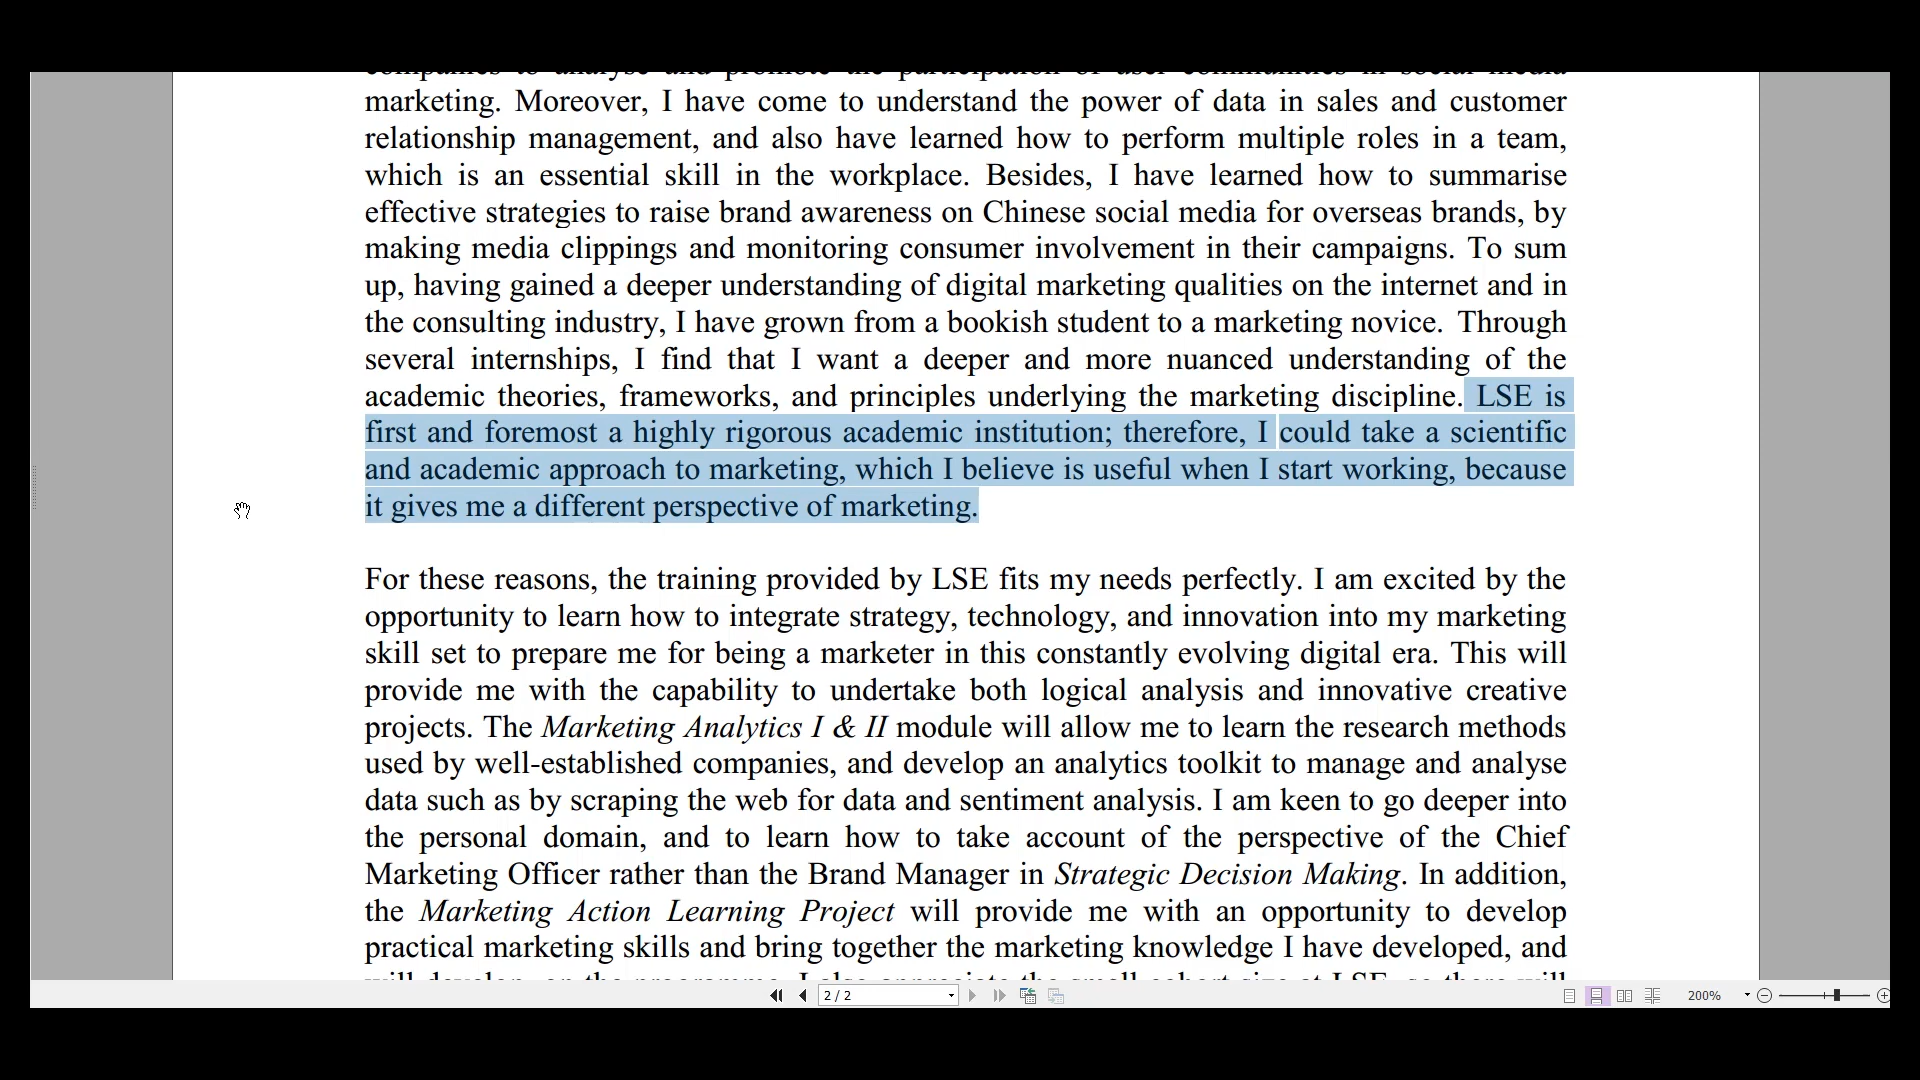 marketing. Moreover, I have come to understand the power of data in sales and customer
relationship management, and also have learned how to perform multiple roles in a team,
which is an essential skill in the workplace. Besides, I have learned how to summarise
effective strategies to raise brand awareness on Chinese social media for overseas brands, by
making media clippings and monitoring consumer involvement in their campaigns. To sum
up, having gained a deeper understanding of digital marketing qualities on the internet and in
the consulting industry, I have grown from a bookish student to a marketing novice. Through
several internships, I find that I want a deeper and more nuanced understanding of the
academic theories, frameworks, and principles underlying the marketing discipline. LSE is
first and foremost a highly rigorous academic institution; therefore, I could take a scientific
and academic approach to marketing, which I believe is useful when I start working, because
it gives me a different perspective of marketing.
For these reasons, the training provided by LSE fits my needs perfectly. I am excited by the
opportunity to learn how to integrate strategy, technology, and innovation into my marketing
skill set to prepare me for being a marketer in this constantly evolving digital era. This will
provide me with the capability to undertake both logical analysis and innovative creative
projects. The Marketing Analytics I & II module will allow me to learn the research methods
used by well-established companies, and develop an analytics toolkit to manage and analyse
data such as by scraping the web for data and sentiment analysis. I am keen to go deeper into
the personal domain, and to learn how to take account of the perspective of the Chief
Marketing Officer rather than the Brand Manager in Strategic Decision Making. In addition,
the Marketing Action Learning Project will provide me with an opportunity to develop
practical marketing skills and bring together the marketing knowledge I have developed, and
2 / 2
200%